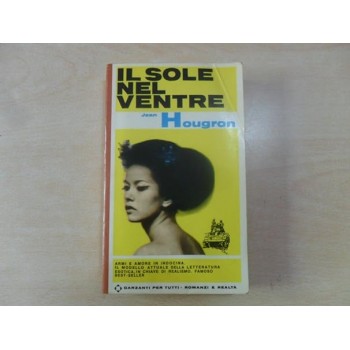 IL SOLE
NEL
VENTRE
Jean Hougron
ARMI E AMORE IN INDOCINA.
IL MODELLO ATTUALE DELLA LETTERATURA
ESOTICA, IN CHIAVE DI REALISMO. FAMOSO
BEST-SELLER
GARZANTI PER TUTTI · ROMANZI E REALTÀ